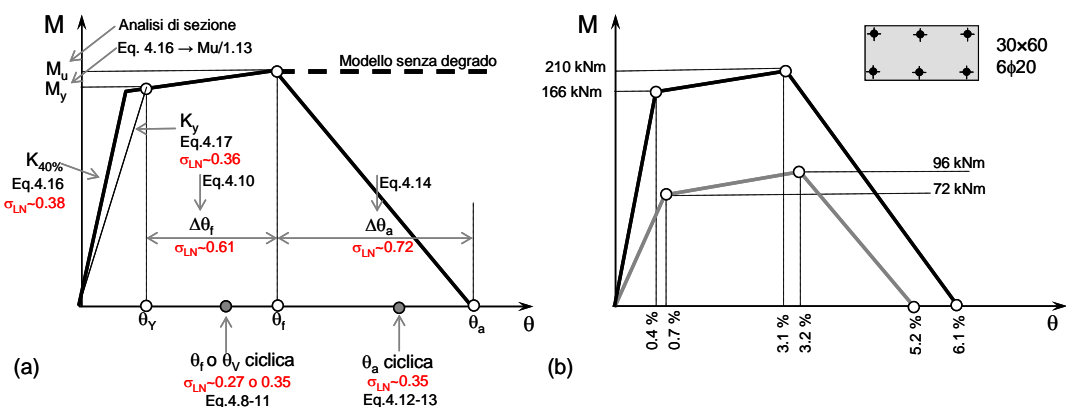 M
Analisi di sezione
Eq. 4.16 → Mu/1.13
Mu
My
Modello senza degrado
Ky
Eq.4.17
σLN~0.36
K40%
Eq.4.16
σLN~0.38
Eq.4.10
Eq.4.14
Δθf
σLN~0.61
Δθa
σLN~0.72
θY
θf
θa
θ
(a)
θf o θV ciclica
σLN~0.27 o 0.35
Eq.4.8-11
θa ciclica
σLN~0.35
Eq.4.12-13
M
30×60
6ϕ20
210 kNm
166 kNm
96 kNm
72 kNm
0.4 %
0.7 %
3.1 %
3.2 %
5.2 %
6.1 %
θ
(b)